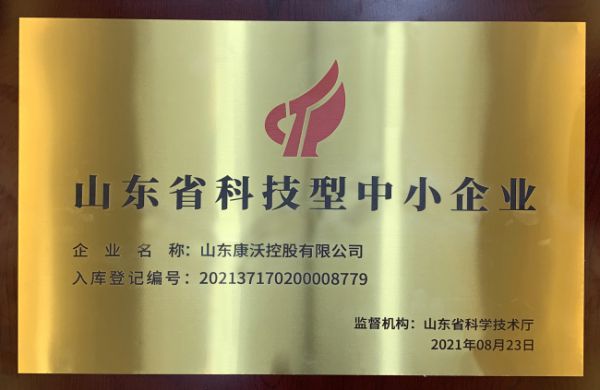 山东省科技型中小企业
企业名称：山东康沃控股有限公司
入库登记编号：202137170200008779
监督机构：山东省科学技术厅
2021年08月23日